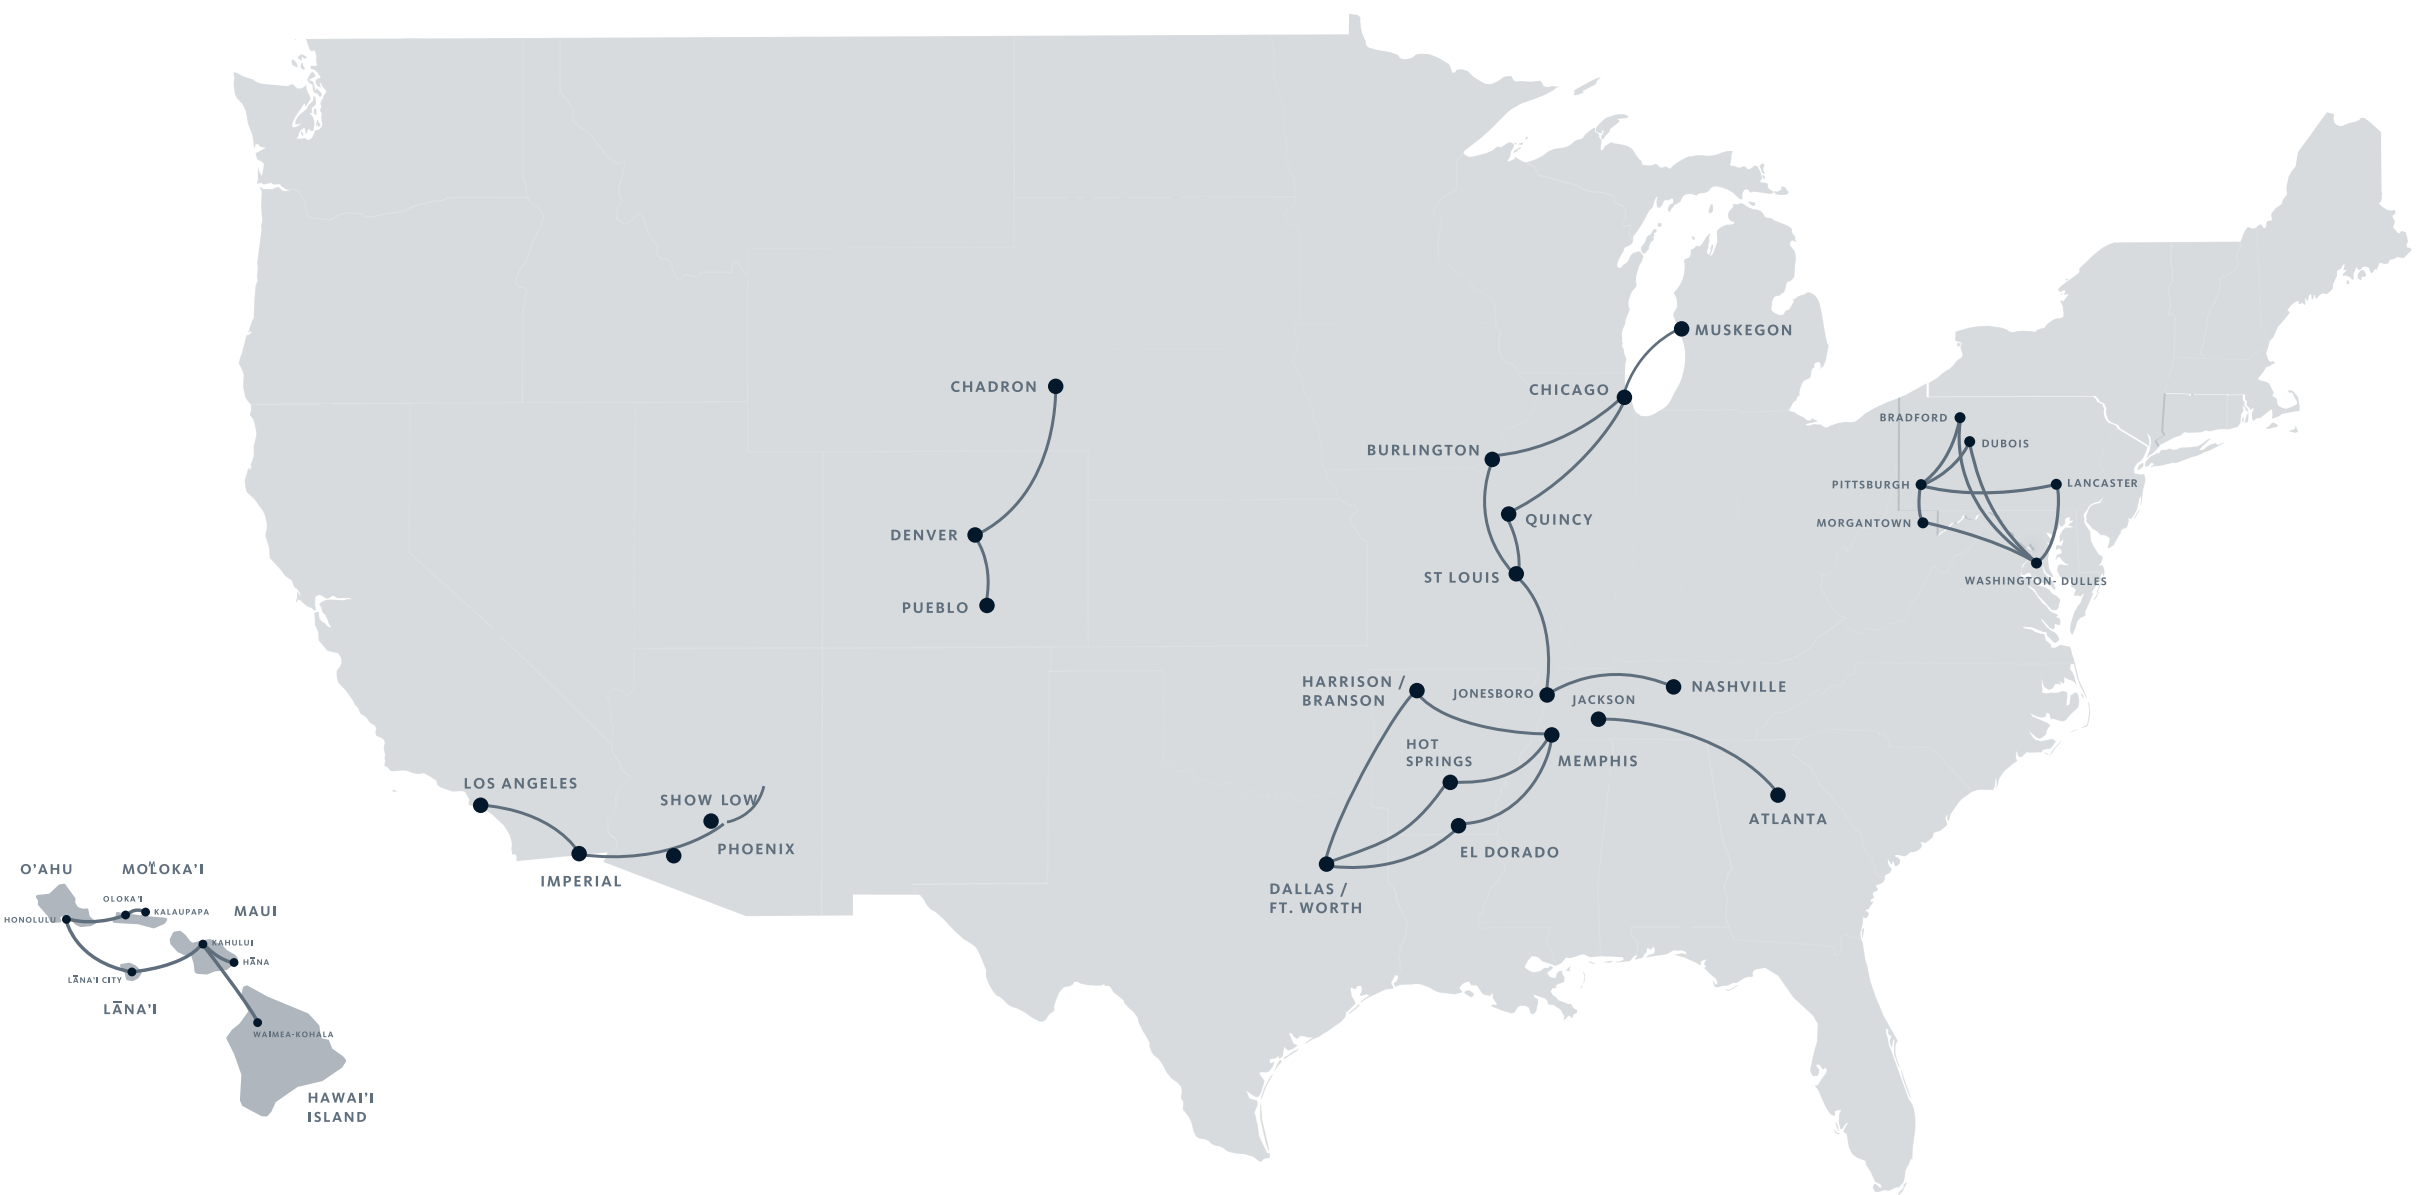 MUSKEGON
CHADRON
CHICAGO
BRADFORD
DUBOIS
BURLINGTON
PITTSBURGH
LANCASTER
QUINCY
MORGANTOWN
DENVER
ST LOUIS
WASHINGTON- DULLES
PUEBLO
HARRISON /
BRANSON
JONESBORO
JACKSON
NASHVILLE
HOT
SPRINGS
MEMPHIS
LOS ANGELES
SHOW LOW
PHOENIX
ATLANTA
EL DORADO
IMPERIAL
DALLAS /
FT. WORTH
O'AHU
MOLOKA'I
OLOKA'I
KALAUPAPA
MAUI
HONOLULU
KAHULUI
HĀNA
LĀNA'I CITY
LĀNA'I
WAIMEA-KOHALA
HAWAI'I
ISLAND